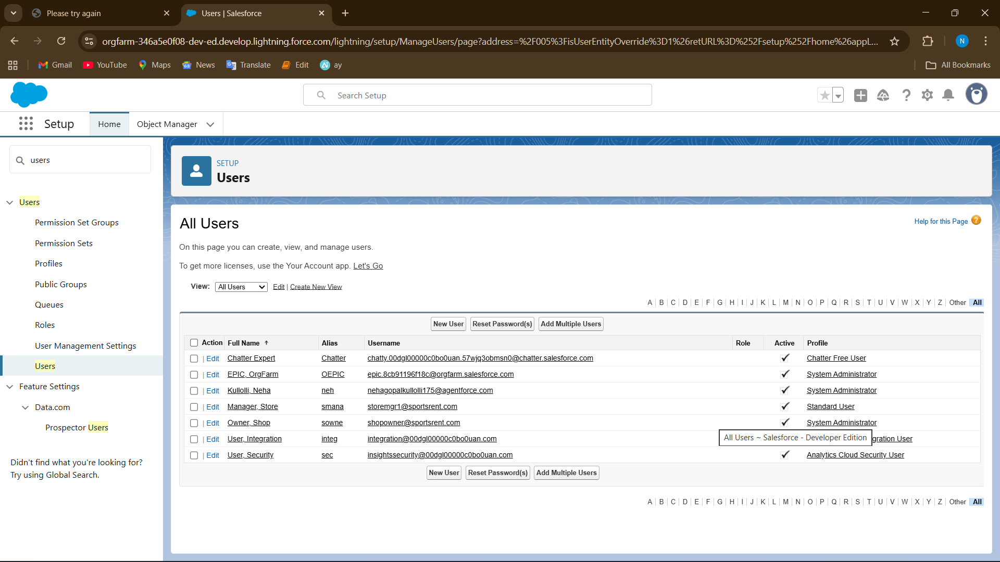 Please try again
Users | Salesforce
orgfarm-346a5e0f08-dev-ed.develop.lightning.force.com/lightning/setup/ManageUsers/page?address=%2F005%3FisUserEntityOverride%3D1%26retURL%3D%252Fsetup%252Fhome%26appL...
N
Gmail
YouTube
Maps
News
Translate
Edit
ay
All Bookmarks
Search Setup
Setup
Home
Object Manager
users
Users
Permission Set Groups
Permission Sets
Profiles
Public Groups
Queues
Roles
User Management Settings
Users
Feature Settings
Data.com
Prospector Users
Didn't find what you're looking for?
Try using Global Search.
SETUP
Users
All Users
Help for this Page ?
On this page you can create, view, and manage users.
To get more licenses, use the Your Account app. Let's Go
View: All Users Edit | Create New View
A | B | C | D | E | F | G | H | I | J | K | L | M | N | O | P | Q | R | S | T | U | V | W | X | Y | Z | Other All
New User Reset Password(s) Add Multiple Users
Action Full Name ↑ Alias Username Role Active Profile
| Edit Chatter Expert Chatter chatty.00dgl00000c0bo0uan.57wjq3obmsn0@chatter.salesforce.com ✓ Chatter Free User
| Edit EPIC, OrgFarm OEPIC epic.8cb91196f18c@orgfarm.salesforce.com ✓ System Administrator
| Edit Kullolli, Neha neh nehagopalkullolli175@agentforce.com ✓ System Administrator
| Edit Manager, Store smana storemgr1@sportsrent.com ✓ Standard User
| Edit Owner, Shop sowne shopowner@sportsrent.com ✓ System Administrator
| Edit User, Integration integ integration@00dgl00000c0bo0uan.com gration User
All Users ~ Salesforce - Developer Edition
| Edit User, Security sec insightssecurity@00dgl00000c0bo0uan.com ✓ Analytics Cloud Security User
New User Reset Password(s) Add Multiple Users
A | B | C | D | E | F | G | H | I | J | K | L | M | N | O | P | Q | R | S | T | U | V | W | X | Y | Z | Other All